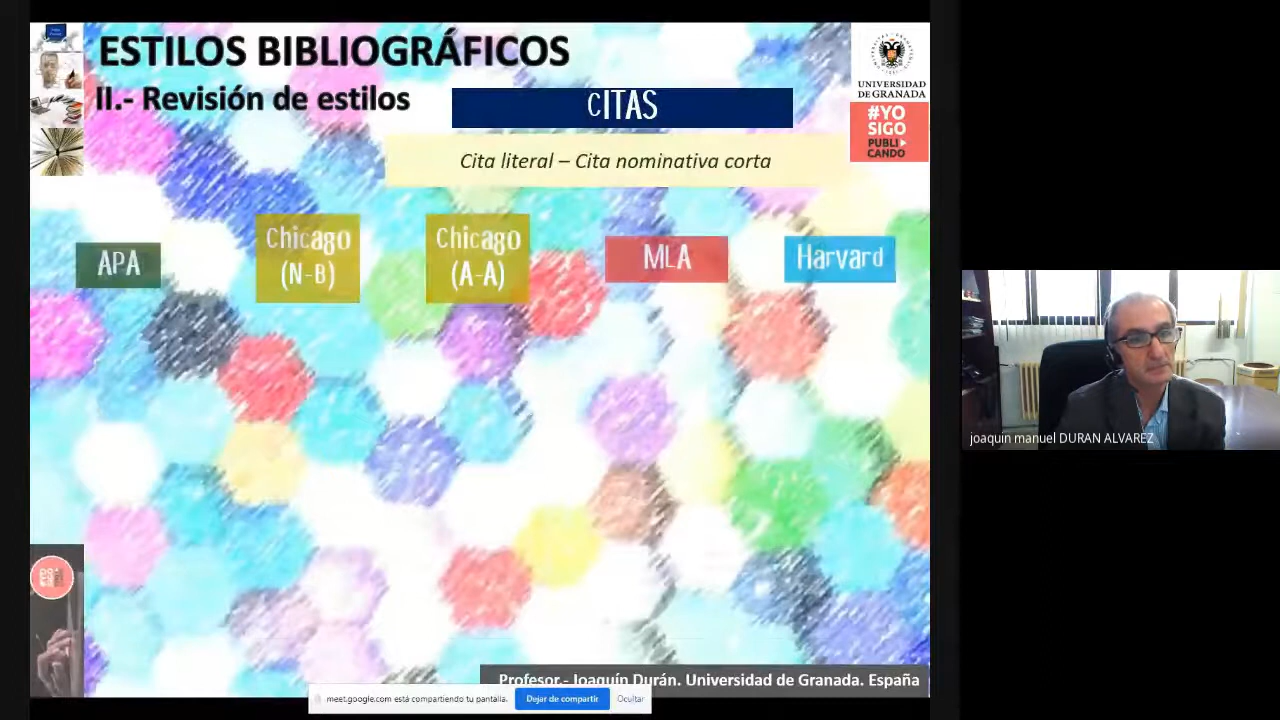 ESTILOS BIBLIOGRÁFICOS
II.- Revisión de estilos
CITAS
Cita literal – Cita nominativa corta
UNIVERSIDAD
DE GRANADA
#YO
SIGO
PUBLI
CANDO
APA
Chicago
(N-B)
Chicago
(A-A)
MLA
Harvard
joaquin manuel DURAN ALVAREZ
Profesor.- Joaquín Durán. Universidad de Granada. España
meet.google.com está compartiendo tu pantalla.
Dejar de compartir
Ocultar